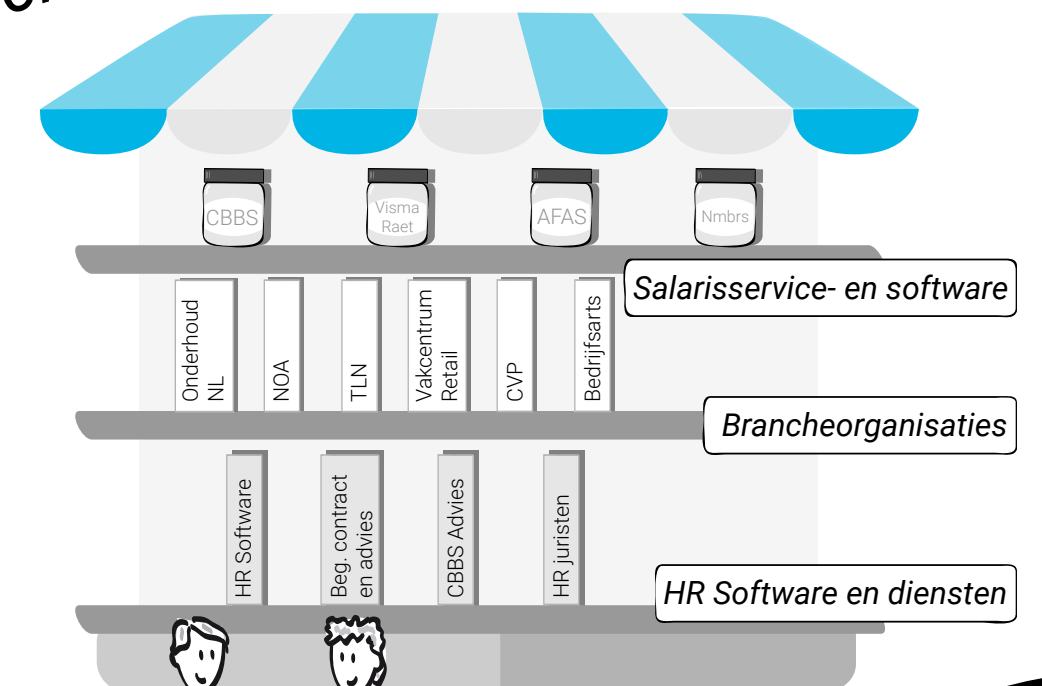 CBBS
Visma
Raet
AFAS
Nmbrs
Salarisservice- en software
Onderhoud
NL
NOA
TLN
Vakcentrum
Retail
CVP
Bedrijfsarts
Brancheorganisaties
HR Software
Beg. contract
en advies
CBBS Advies
HR juristen
HR Software en diensten